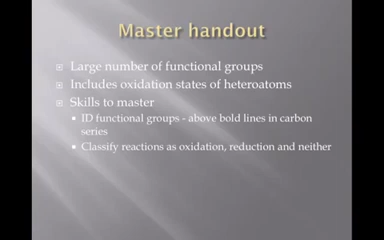 Master handout
Large number of functional groups
Includes oxidation states of heteroatoms
Skills to master
ID functional groups - above bold lines in carbon
series
Classify reactions as oxidation, reduction and neither